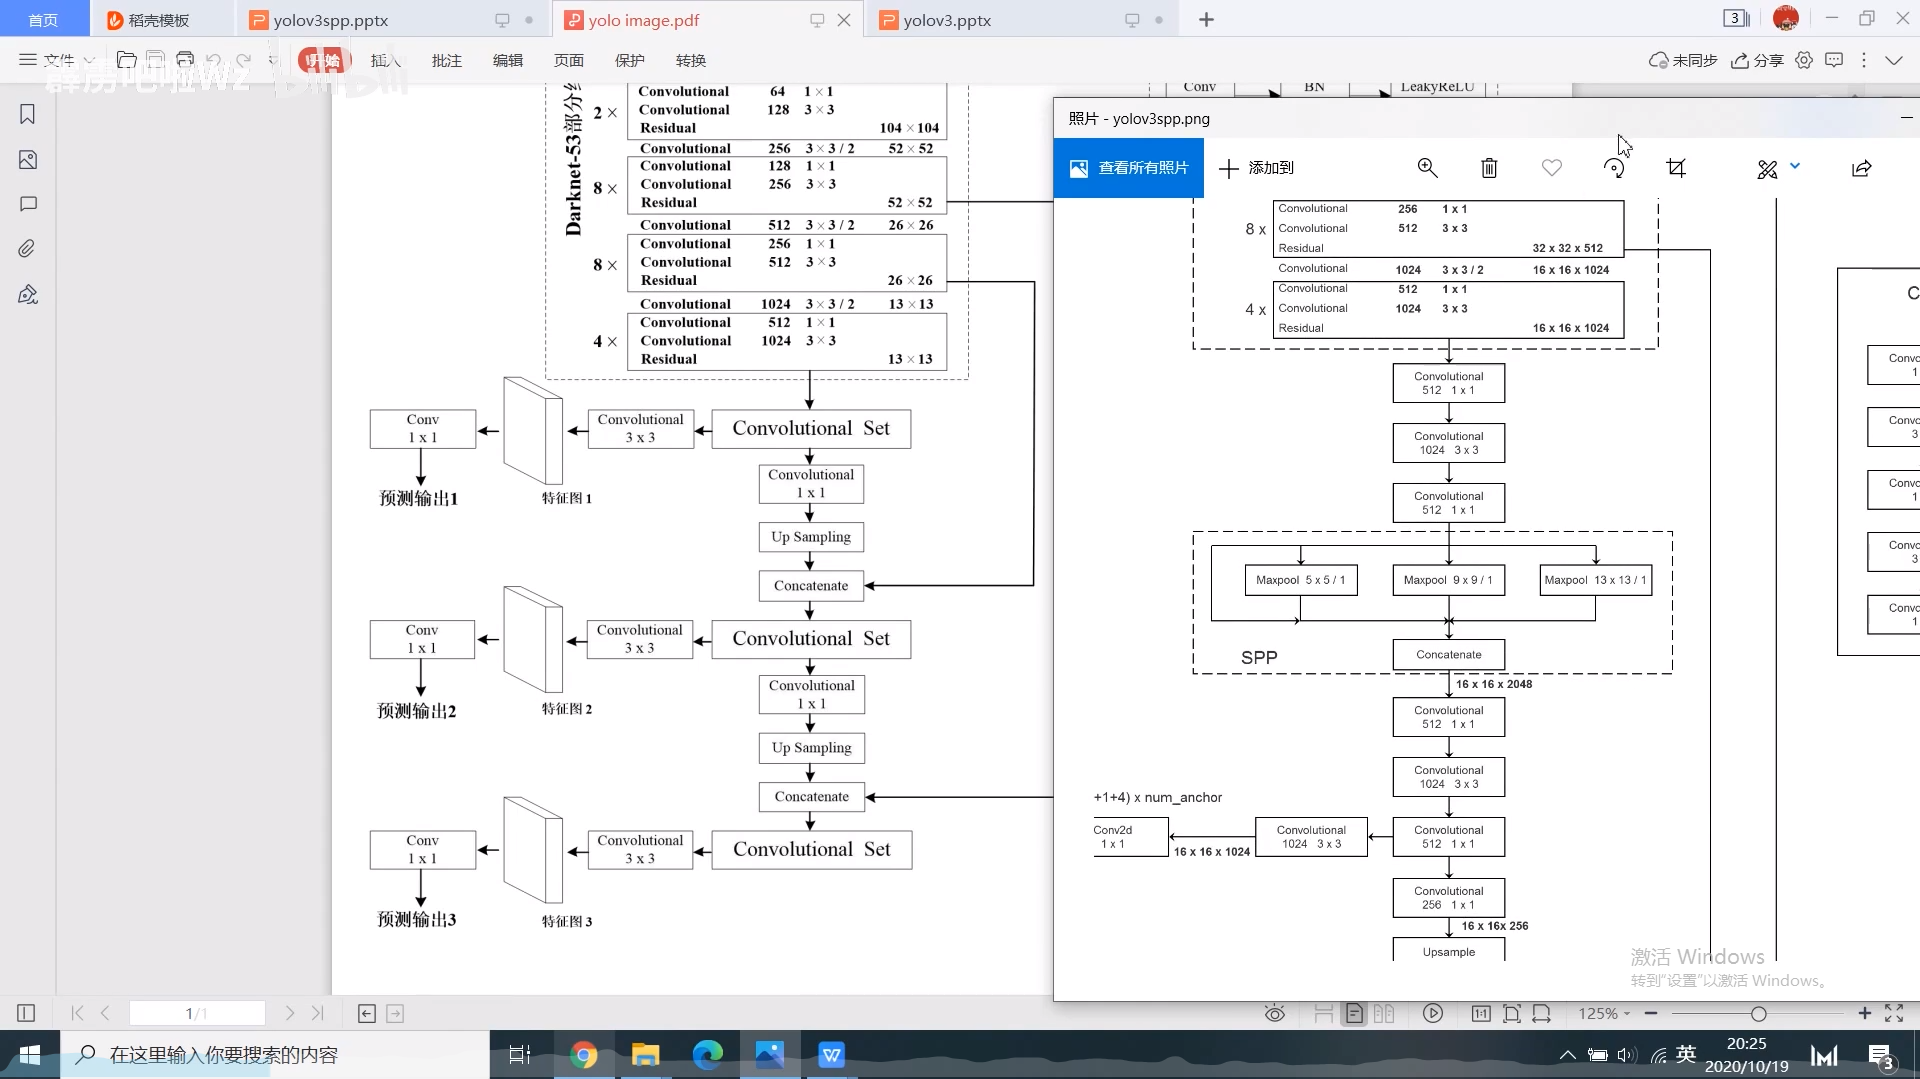 首页
稻壳模板
yolov3spp.pptx
yolo image.pdf
yolov3.pptx
3
文件
开始
插入
批注
编辑
页面
保护
转换
未同步
分享
霹雳吧啦Wz
bilibili
Convolutional 64 1×1
2× Convolutional 128 3×3
Residual 104×104
Convolutional 256 3×3/2 52×52
Convolutional 128 1×1
8× Convolutional 256 3×3
Residual 52×52
Convolutional 512 3×3/2 26×26
Convolutional 256 1×1
8× Convolutional 512 3×3
Residual 26×26
Convolutional 1024 3×3/2 13×13
Convolutional 512 1×1
4× Convolutional 1024 3×3
Residual 13×13
Darknet-53部分
Conv
BN
LeakyReLU
Conv
1 x 1
Convolutional
3 x 3
Convolutional Set
预测输出1
特征图 1
Convolutional
1 x 1
Up Sampling
Concatenate
Conv
1 x 1
Convolutional
3 x 3
Convolutional Set
预测输出2
特征图 2
Convolutional
1 x 1
Up Sampling
Concatenate
Conv
1 x 1
Convolutional
3 x 3
Convolutional Set
预测输出3
特征图 3
照片 - yolov3spp.png
查看所有照片
添加到
Convolutional 256 1 x 1
8 x Convolutional 512 3 x 3
Residual 32 x 32 x 512
Convolutional 1024 3 x 3 / 2 16 x 16 x 1024
Convolutional 512 1 x 1
4 x Convolutional 1024 3 x 3
Residual 16 x 16 x 1024
Convolutional
512 1 x 1
Convolutional
1024 3 x 3
Convolutional
512 1 x 1
Maxpool 5 x 5 / 1
Maxpool 9 x 9 / 1
Maxpool 13 x 13 / 1
SPP
Concatenate
16 x 16 x 2048
Convolutional
512 1 x 1
Convolutional
1024 3 x 3
+1+4) x num_anchor
Conv2d
1 x 1
16 x 16 x 1024
Convolutional
1024 3 x 3
Convolutional
512 1 x 1
Convolutional
256 1 x 1
16 x 16x 256
Upsample
C
Convo
1
Convo
3
Convo
1
Convo
3
Convo
1
激活 Windows
转到“设置”以激活 Windows。
1/1
125%
在这里输入你要搜索的内容
英
20:25
2020/10/19
3